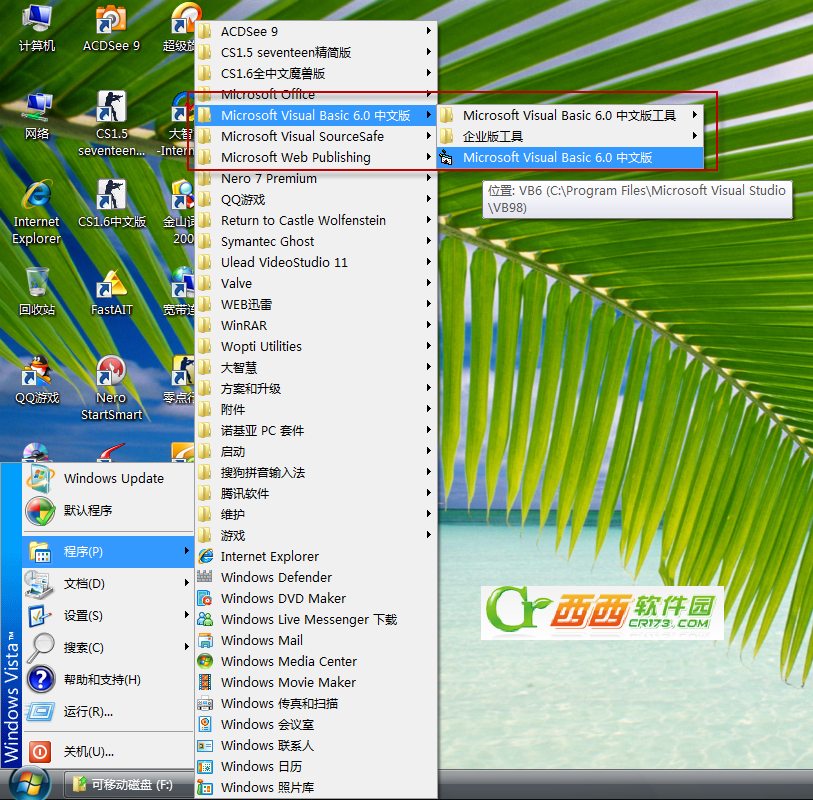 计算机
ACDSee 9
网络
CS1.5
seventeen...
Internet
Explorer
CS1.6中文版
回收站
FastAIT
QQ游戏
Nero
StartSmart
ACDSee 9
CS1.5 seventeen精简版
CS1.6全中文魔兽版
Microsoft Office
Microsoft Visual Basic 6.0 中文版
Microsoft Visual SourceSafe
Microsoft Web Publishing
Nero 7 Premium
QQ游戏
Return to Castle Wolfenstein
Symantec Ghost
Ulead VideoStudio 11
Valve
WEB迅雷
WinRAR
Wopti Utilities
大智慧
方案和升级
附件
诺基亚 PC 套件
启动
搜狗拼音输入法
腾讯软件
维护
游戏
Internet Explorer
Windows Defender
Windows DVD Maker
Windows Live Messenger 下载
Windows Mail
Windows Media Center
Windows Movie Maker
Windows 传真和扫描
Windows 会议室
Windows 联系人
Windows 日历
Windows 照片库
Microsoft Visual Basic 6.0 中文版工具
企业版工具
Microsoft Visual Basic 6.0 中文版
位置: VB6 (C:\Program Files\Microsoft Visual Studio
\VB98)
Windows Update
默认程序
程序(P)
文档(D)
设置(S)
搜索(C)
帮助和支持(H)
运行(R)...
关机(U)...
Windows Vista™
可移动磁盘 (F:)
西西软件园
CR173.COM